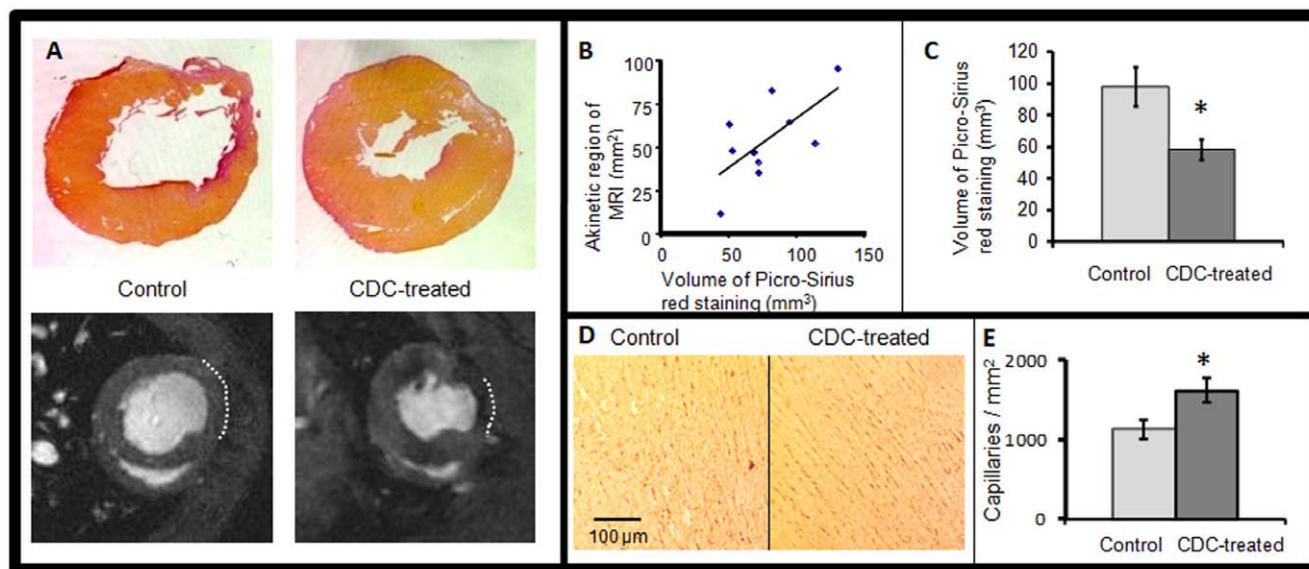 A
Control
CDC-treated
B
Akinetic region of
MRI (mm²)
100
75
50
25
0
50
100
150
Volume of Picro-Sirius
red staining (mm³)
C
Volume of Picro-Sirius
red staining (mm³)
120
100
80
60
40
20
0
*
Control
CDC-treated
D
Control
CDC-treated
100 µm
E
Capillaries / mm²
2000
1000
0
*
Control
CDC-treated